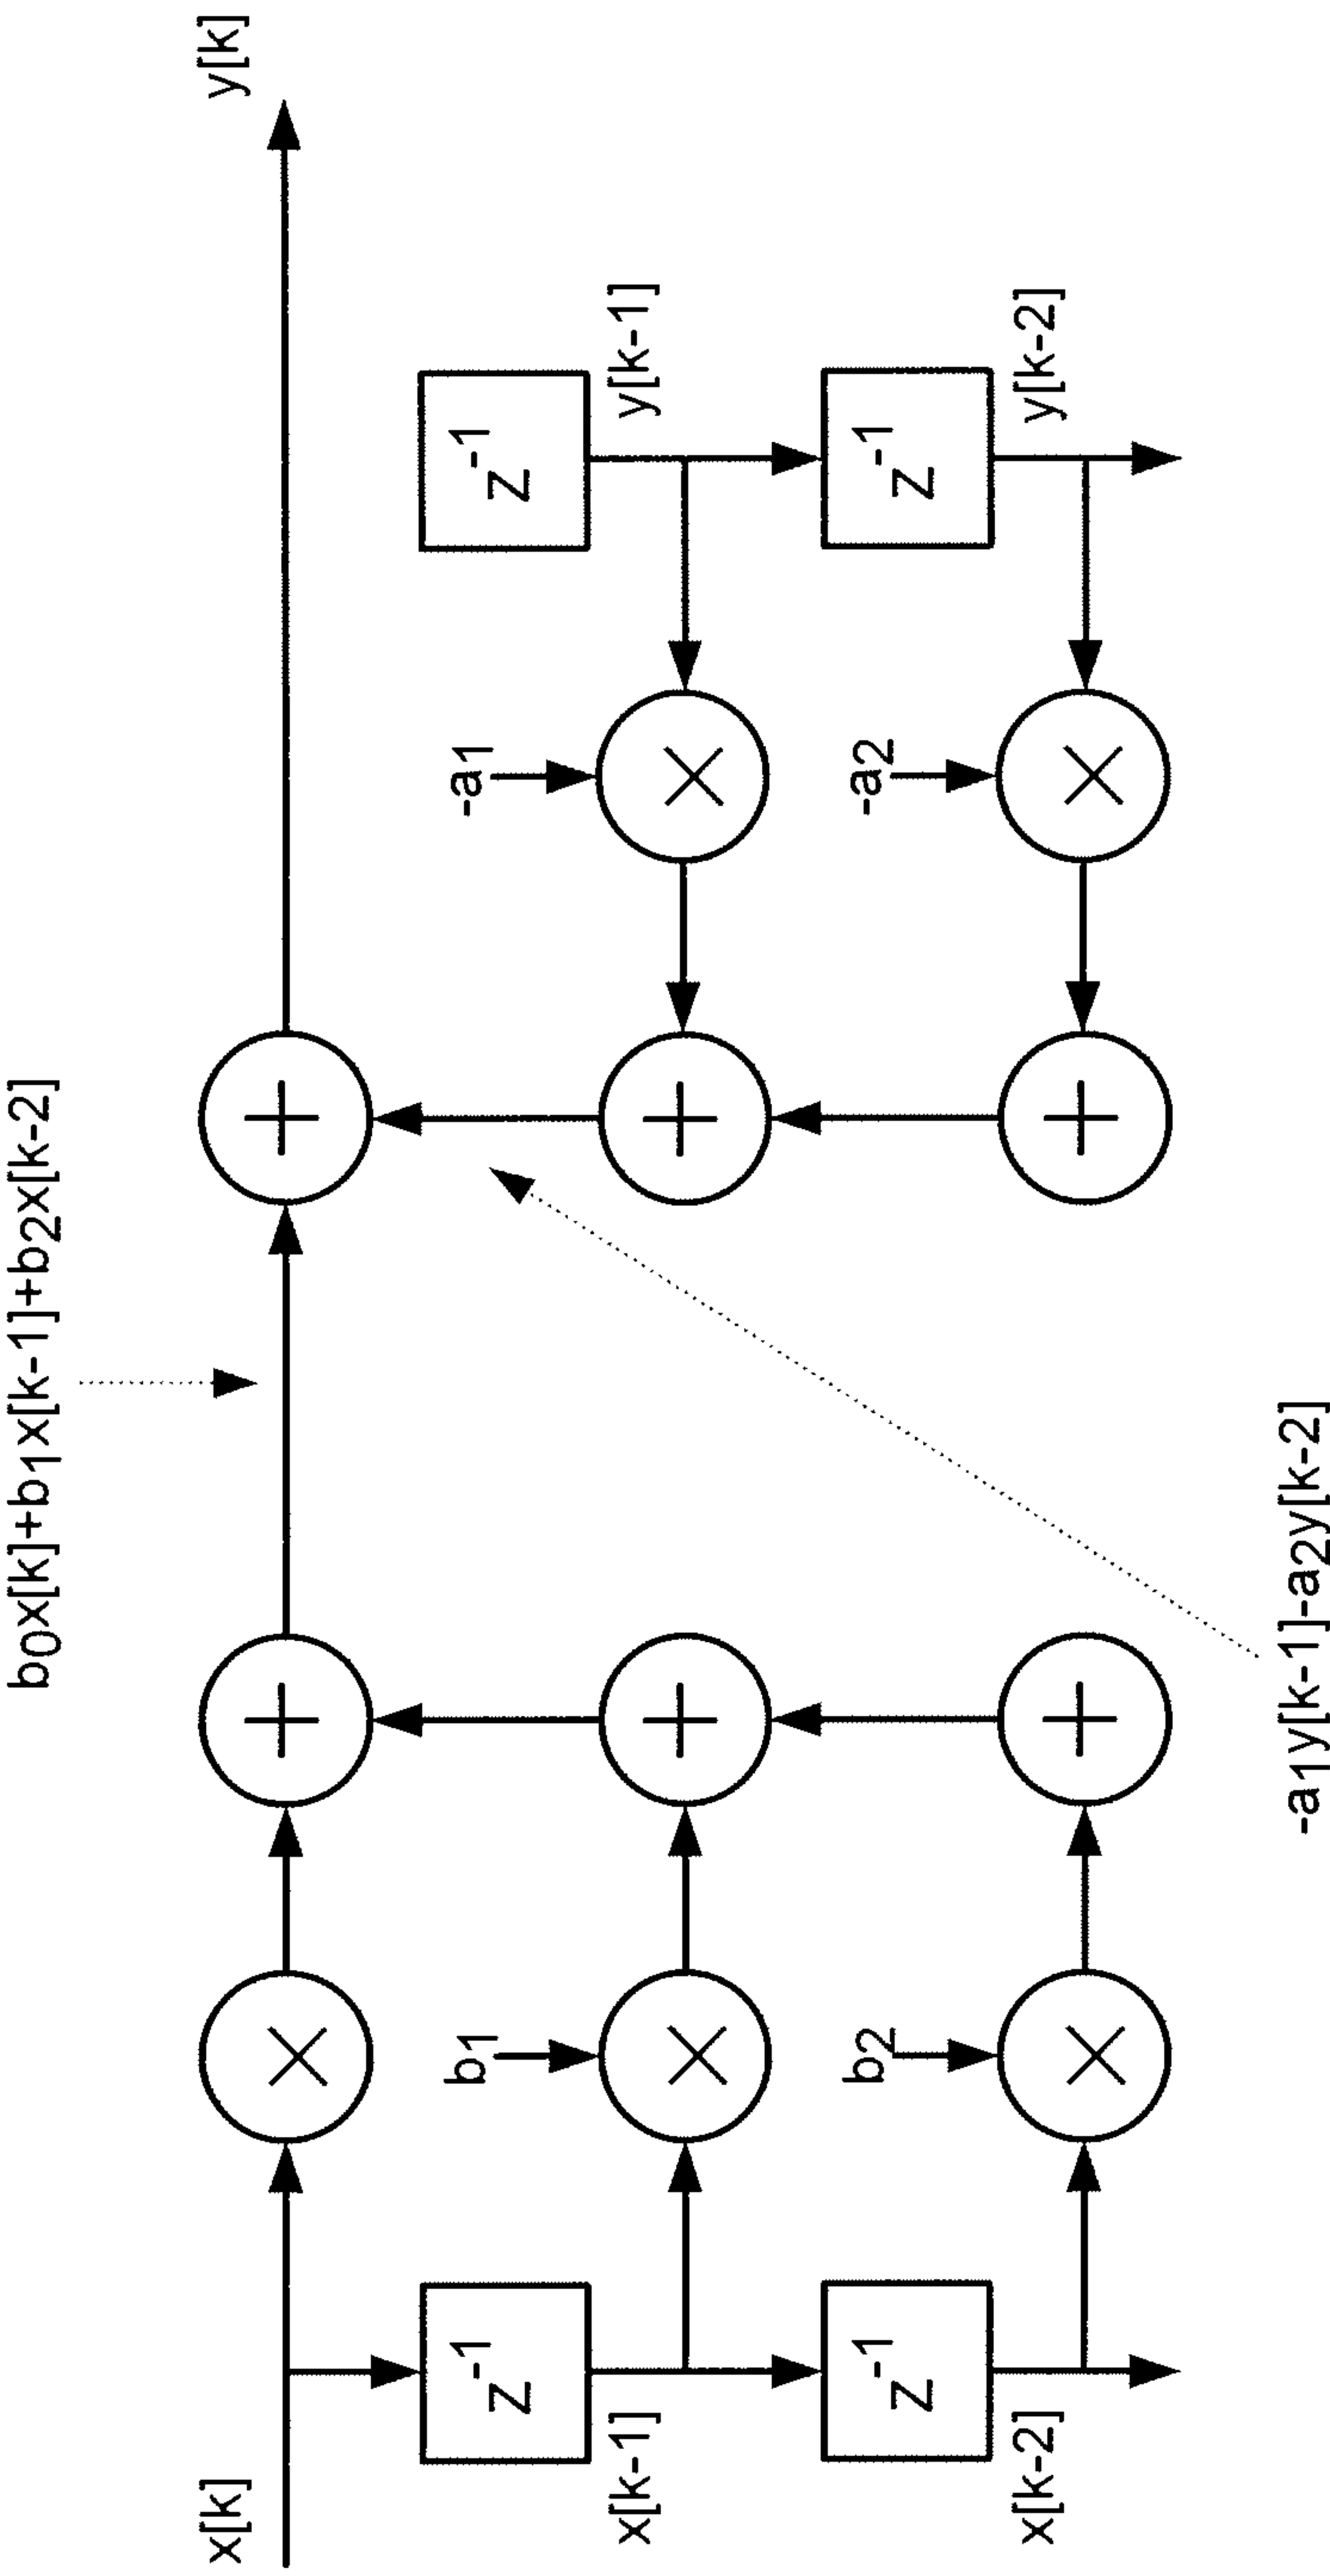 b0x[k]+b1x[k-1]+b2x[k-2]
x[k]
y[k]
z-1
b1
-a1
z-1
x[k-1]
y[k-1]
z-1
b2
-a2
z-1
x[k-2]
y[k-2]
-a1y[k-1]-a2y[k-2]